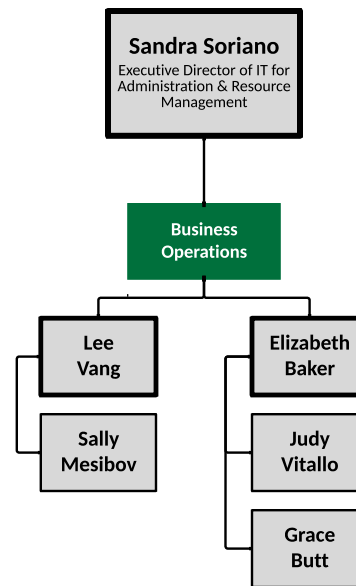 Sandra Soriano
Executive Director of IT for
Administration & Resource
Management
Business
Operations
Lee
Vang
Elizabeth
Baker
Sally
Mesibov
Judy
Vitallo
Grace
Butt